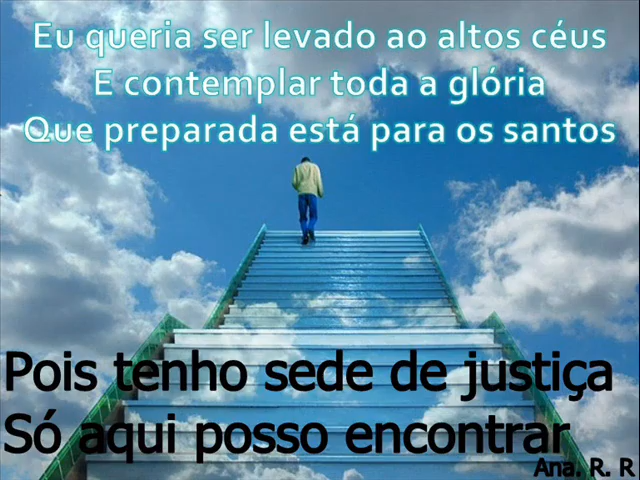 Eu queria ser levado ao altos céus
E contemplar toda a glória
Que preparada está para os santos
Pois tenho sede de justiça
Só aqui posso encontrar
Ana. R. R